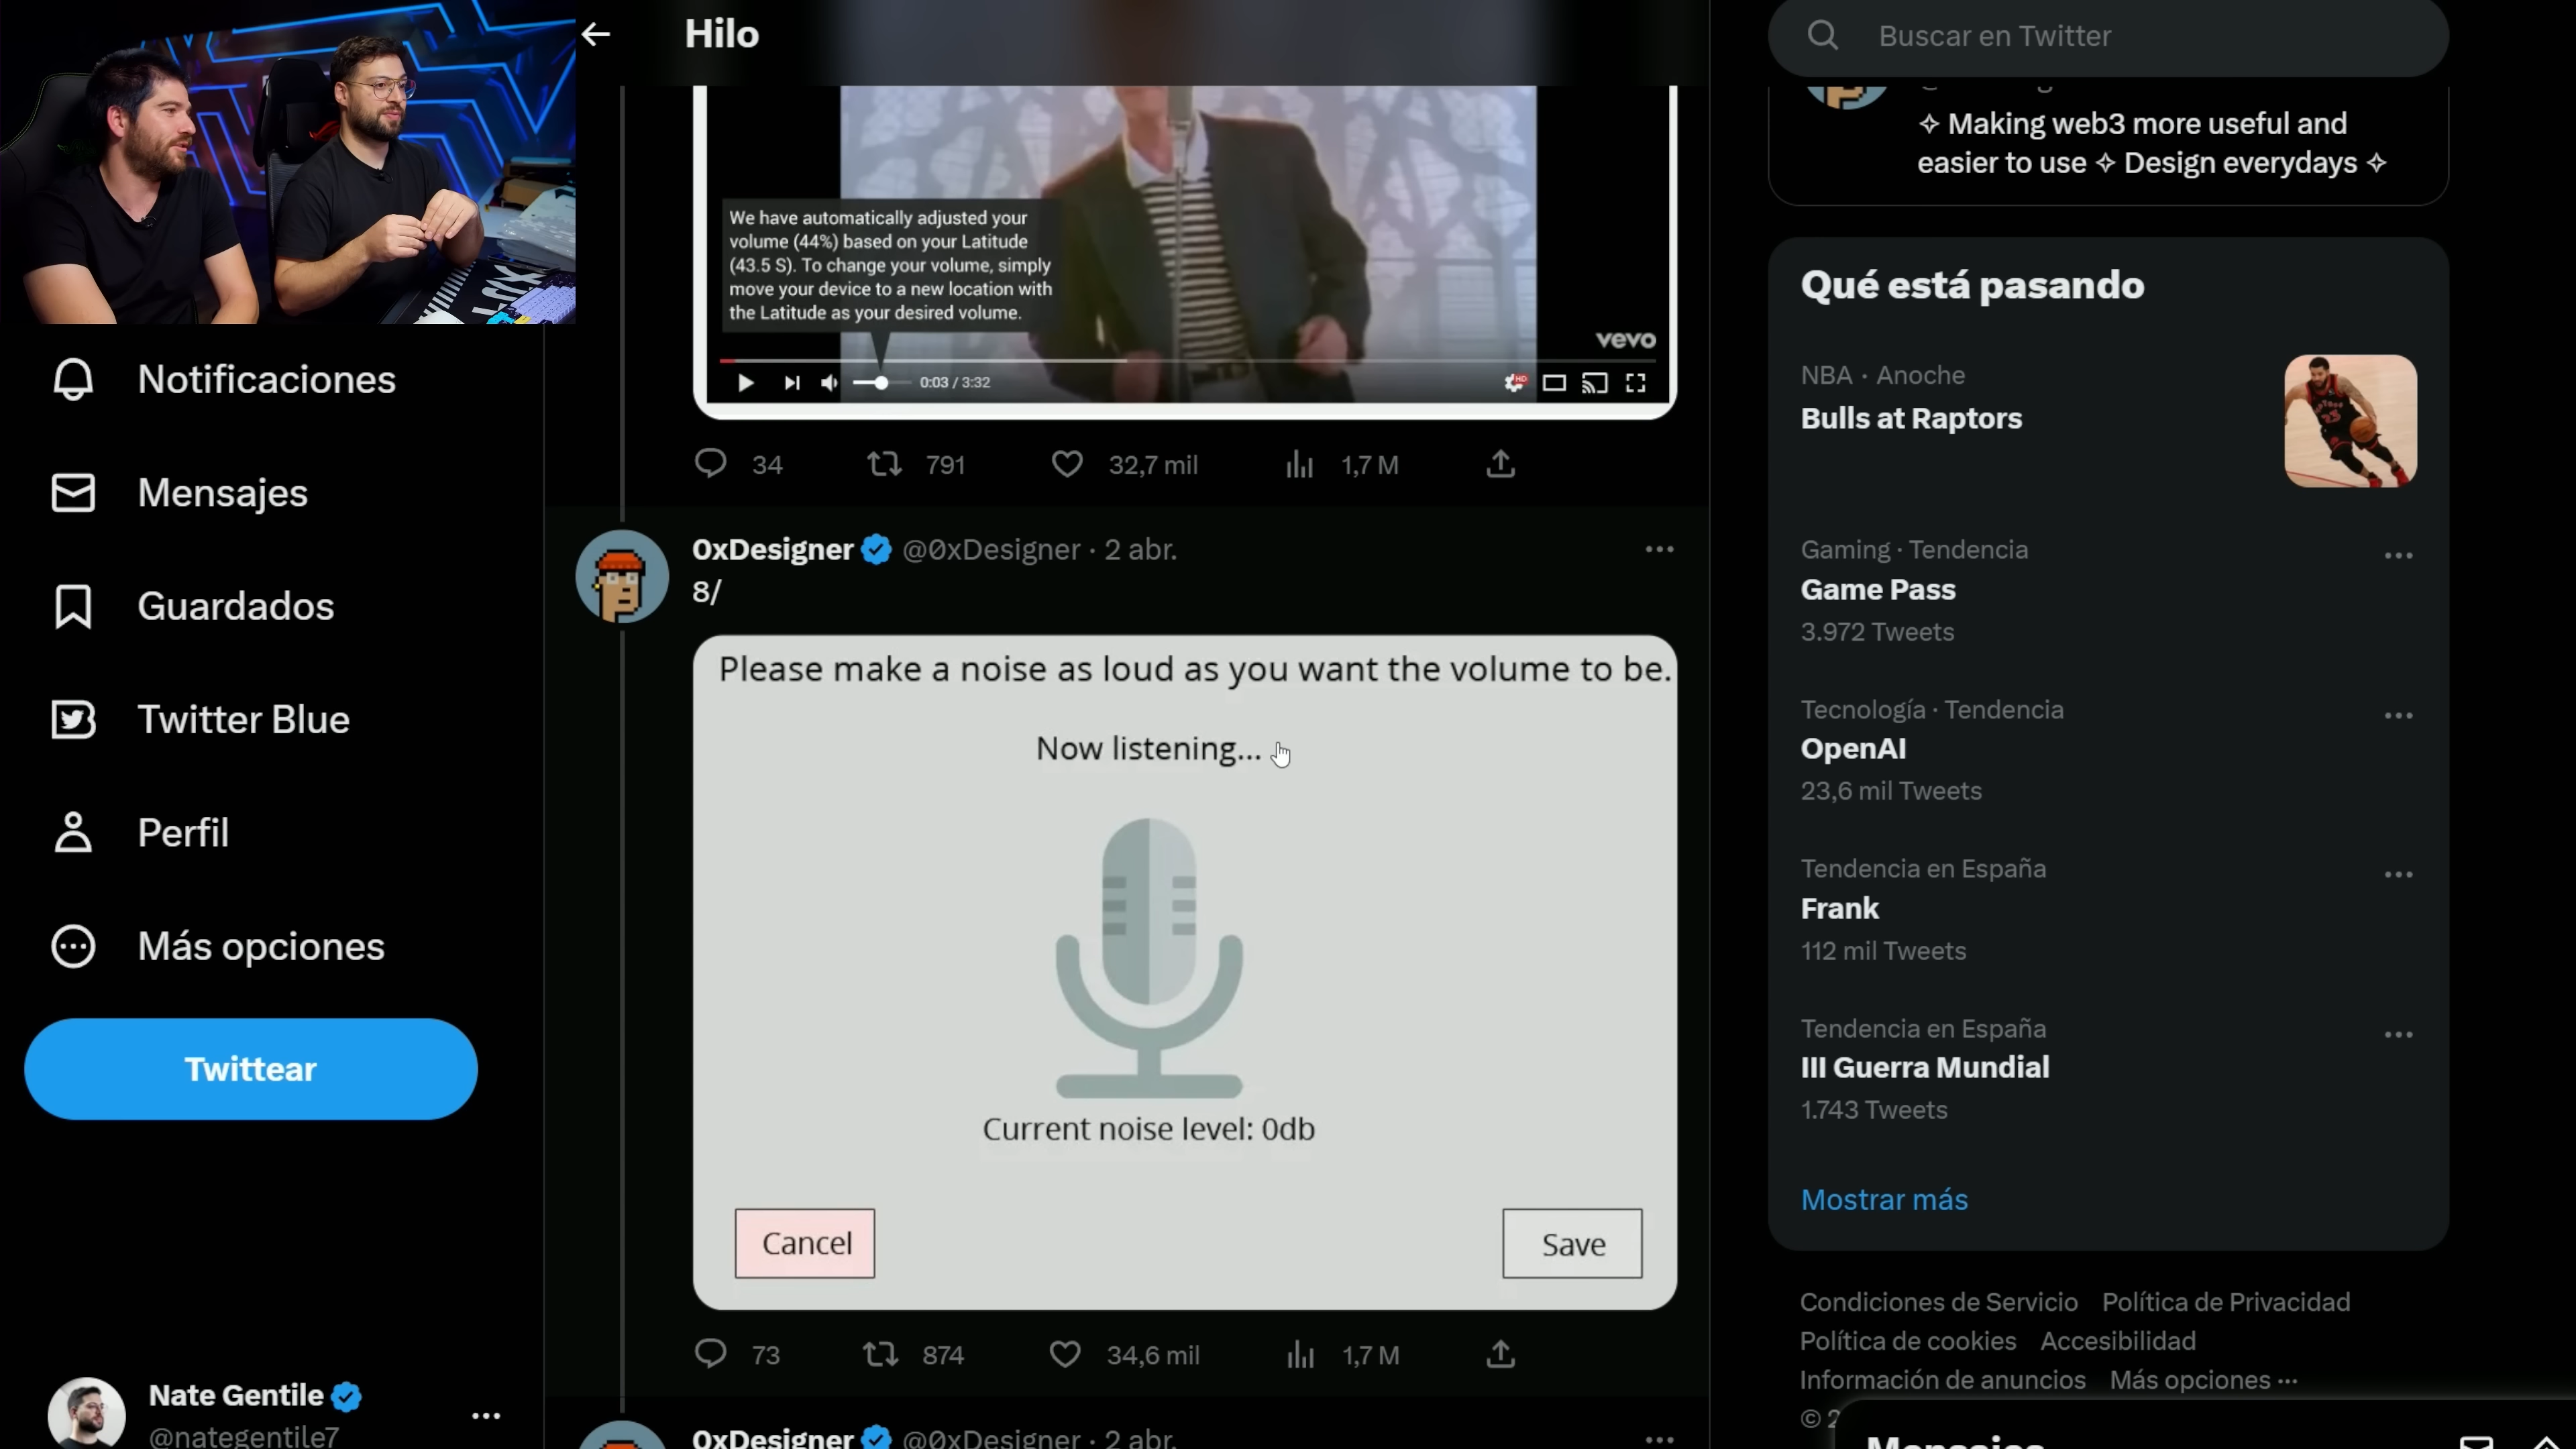 Hilo
We have automatically adjusted your
volume (44%) based on your Latitude
(43.5 S). To change your volume, simply
move your device to a new location with
the Latitude as your desired volume.
vevo
0:03 / 3:32
HD
34 791 32,7 mil 1,7 M
0xDesigner @0xDesigner · 2 abr.
8/
Please make a noise as loud as you want the volume to be.
Now listening...
Current noise level: 0db
Cancel
Save
73 874 34,6 mil 1,7 M
0xDesigner @0xDesigner · 2 abr.
Notificaciones
Mensajes
Guardados
Twitter Blue
Perfil
Más opciones
Twittear
Nate Gentile
@nategentile7
Buscar en Twitter
✧ Making web3 more useful and
easier to use ✧ Design everydays ✧
Qué está pasando
NBA · Anoche
Bulls at Raptors
Gaming · Tendencia
Game Pass
3.972 Tweets
Tecnología · Tendencia
OpenAI
23,6 mil Tweets
Tendencia en España
Frank
112 mil Tweets
Tendencia en España
III Guerra Mundial
1.743 Tweets
Mostrar más
Condiciones de Servicio Política de Privacidad
Política de cookies Accesibilidad
Información de anuncios Más opciones ···
Mensajes